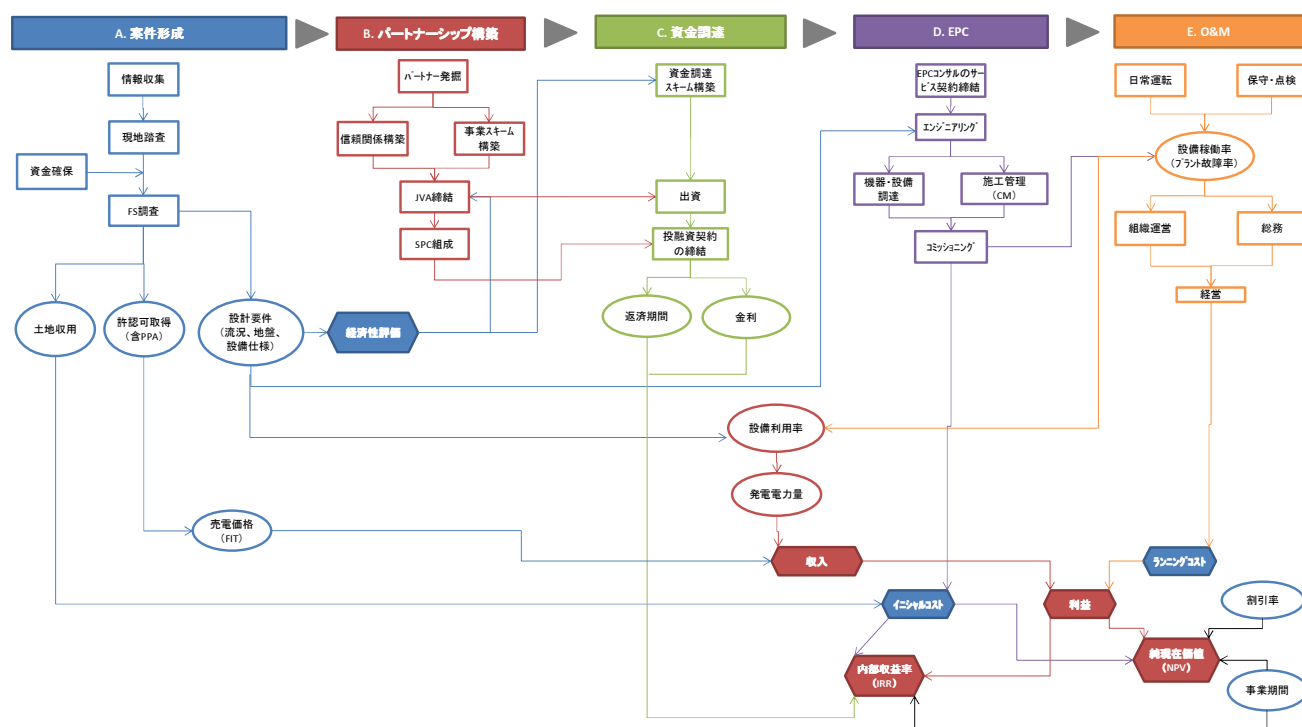 A. 案件形成
B. パートナーシップ構築
C. 資金調達
D. EPC
E. O&M
情報収集
現地踏査
資金確保
FS調査
土地収用
許認可取得
(含PPA)
設計要件
(流況、地盤、
設備仕様)
経済性評価
売電価格
(FIT)
パートナー発掘
信頼関係構築
事業スキーム
構築
JVA締結
SPC組成
資金調達
スキーム構築
出資
投融資契約
の締結
返済期間
金利
EPCコンサルのサー
ビス契約締結
エンジニアリング
機器・設備
調達
施工管理
(CM)
コミッショニング
日常運転
保守・点検
設備稼働率
(プラント故障率)
組織運営
総務
経営
設備利用率
発電電力量
収入
ランニングコスト
イニシャルコスト
利益
割引率
内部収益率
(IRR)
純現在価値
(NPV)
事業期間